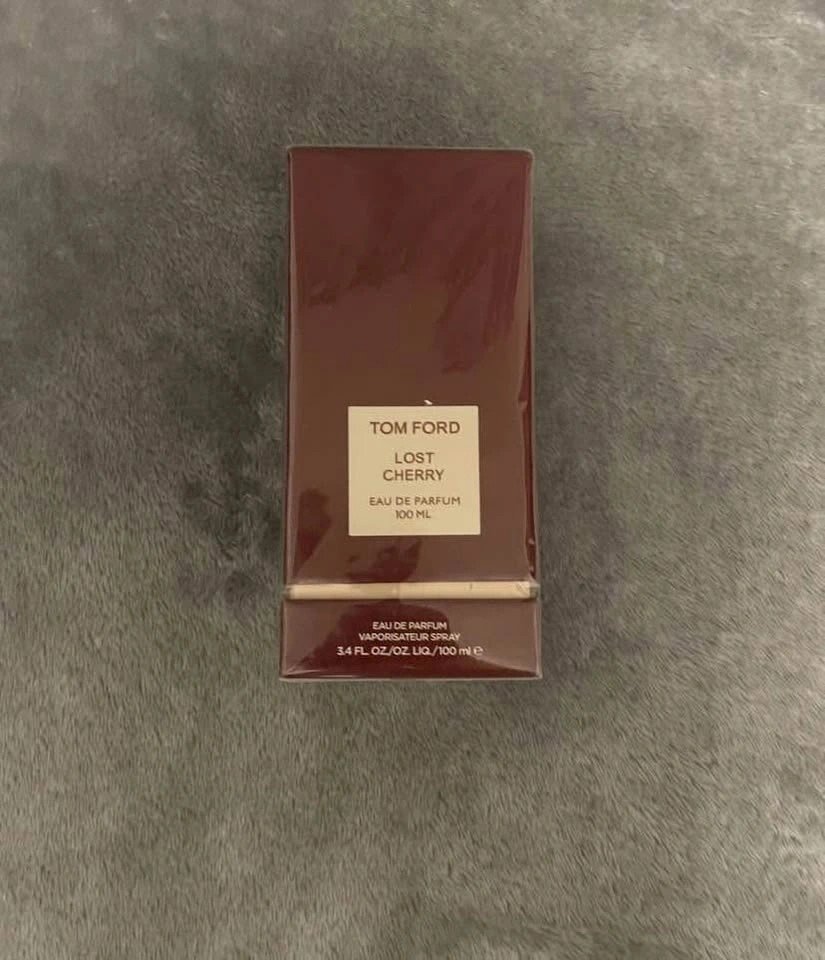 TOM FORD
LOST
CHERRY
EAU DE PARFUM
100 ML
EAU DE PARFUM
VAPORISATEUR SPRAY
3.4 FL. OZ./OZ. LIQ./100 ml ℮